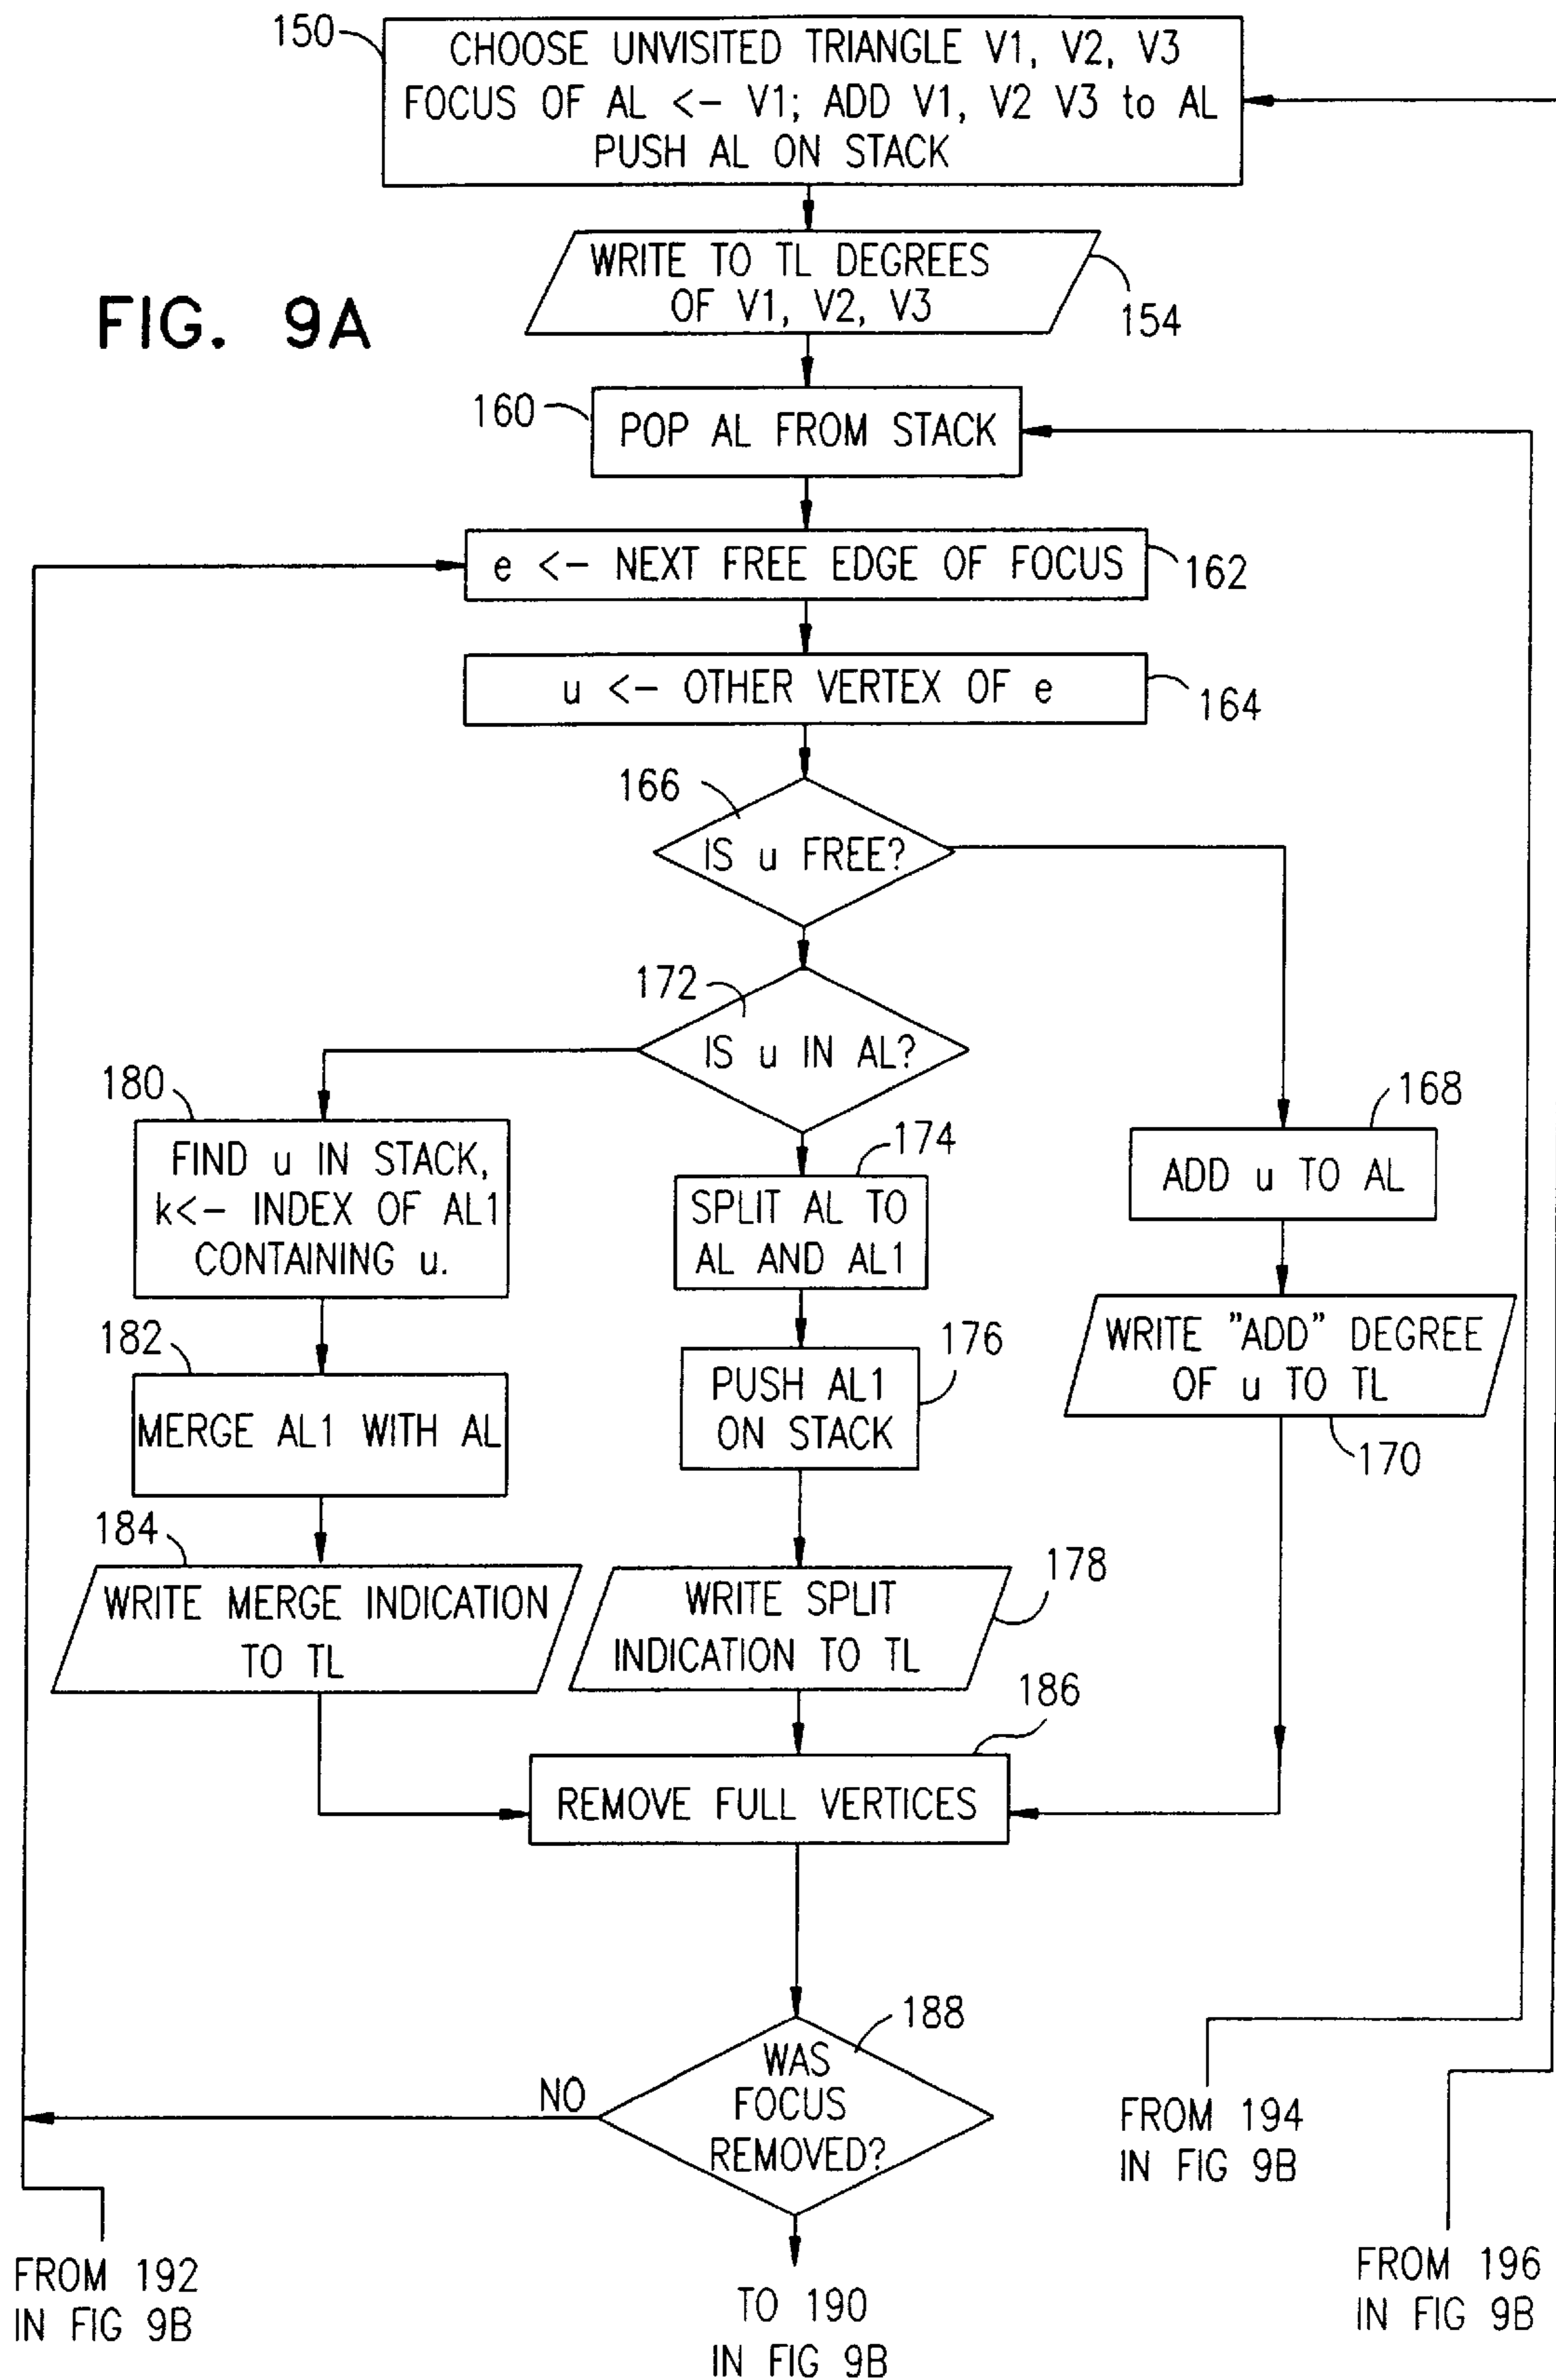 150
CHOOSE UNVISITED TRIANGLE V1, V2, V3
FOCUS OF AL <- V1; ADD V1, V2 V3 to AL
PUSH AL ON STACK
FIG. 9A
WRITE TO TL DEGREES
OF V1, V2, V3
154
160
POP AL FROM STACK
e <- NEXT FREE EDGE OF FOCUS
162
u <- OTHER VERTEX OF e
164
166
IS u FREE?
172
IS u IN AL?
180
FIND u IN STACK,
k<- INDEX OF AL1
CONTAINING u.
174
SPLIT AL TO
AL AND AL1
168
ADD u TO AL
182
MERGE AL1 WITH AL
176
PUSH AL1
ON STACK
WRITE "ADD" DEGREE
OF u TO TL
170
184
WRITE MERGE INDICATION
TO TL
WRITE SPLIT
INDICATION TO TL
178
186
REMOVE FULL VERTICES
188
WAS
FOCUS
REMOVED?
NO
FROM 194
IN FIG 9B
FROM 192
IN FIG 9B
TO 190
IN FIG 9B
FROM 196
IN FIG 9B